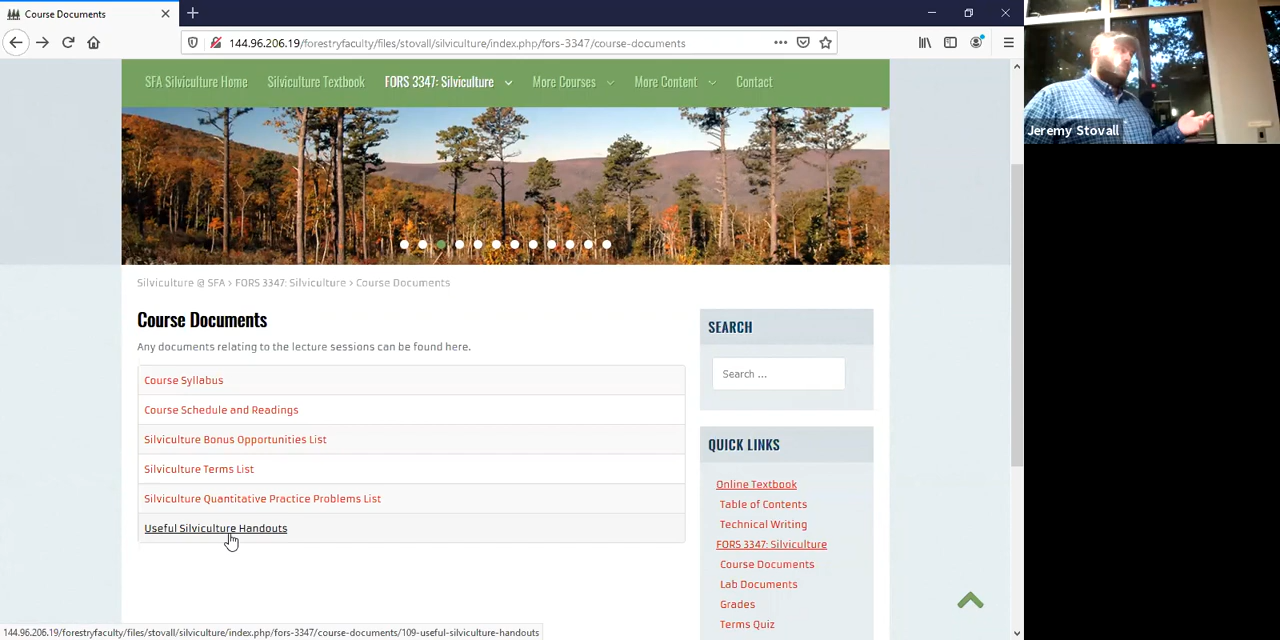 Course Documents
144.96.206.19/forestryfaculty/files/stovall/silviculture/index.php/fors-3347/course-documents
SFA Silviculture Home Silviculture Textbook FORS 3347: Silviculture More Courses More Content Contact
Jeremy Stovall
Silviculture @ SFA > FORS 3347: Silviculture > Course Documents
Course Documents
Any documents relating to the lecture sessions can be found here.
Course Syllabus
Course Schedule and Readings
Silviculture Bonus Opportunities List
Silviculture Terms List
Silviculture Quantitative Practice Problems List
Useful Silviculture Handouts
SEARCH
Search ...
QUICK LINKS
Online Textbook
Table of Contents
Technical Writing
FORS 3347: Silviculture
Course Documents
Lab Documents
Grades
Terms Quiz
144.96.206.19/forestryfaculty/files/stovall/silviculture/index.php/fors-3347/course-documents/109-useful-silviculture-handouts